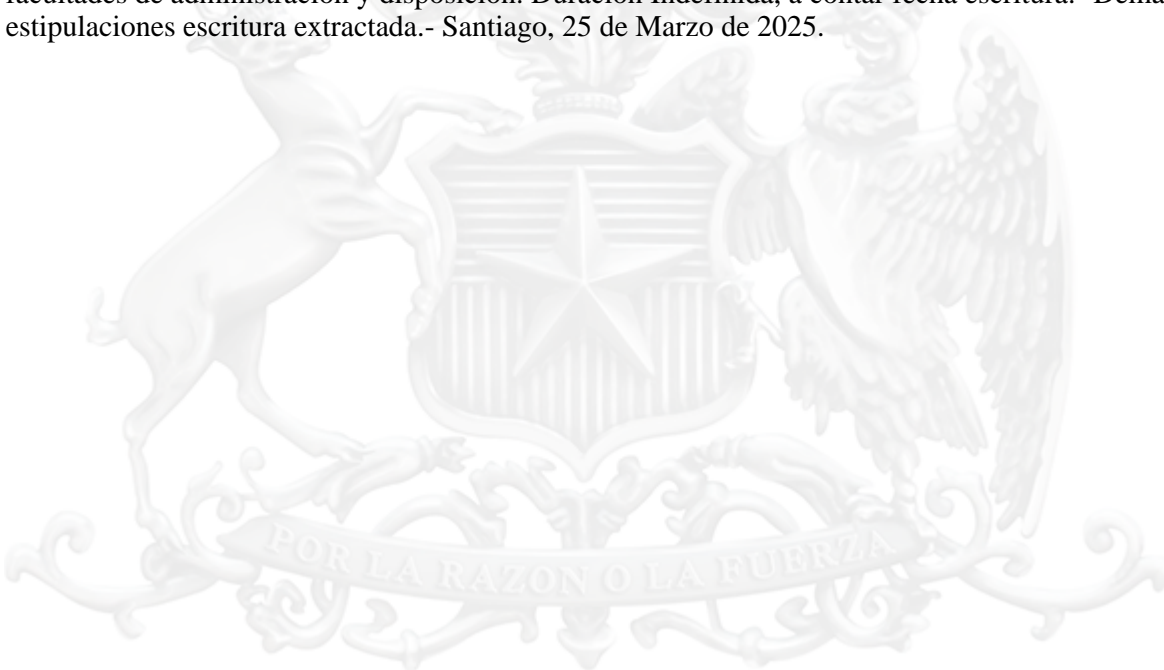 facultades de administración y disposición. Duración Indefinida, a contar fecha escritura.- Demás
estipulaciones escritura extractada.- Santiago, 25 de Marzo de 2025.
POR LA RAZON O LA FUERZA